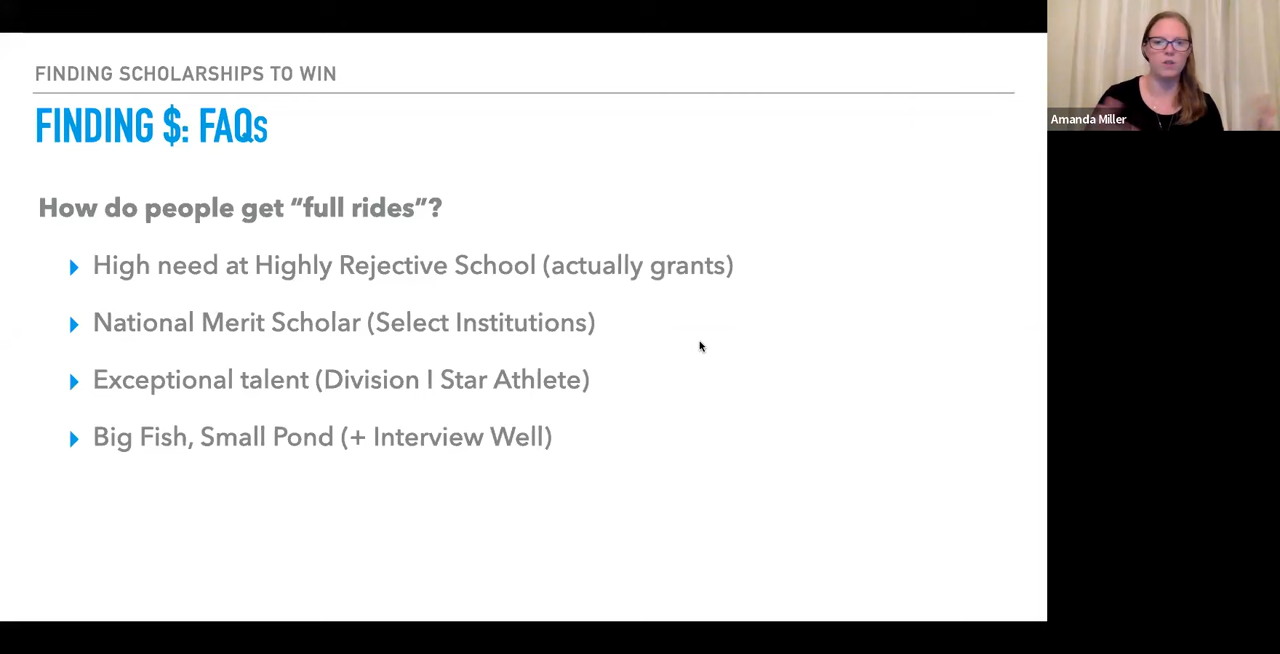 FINDING SCHOLARSHIPS TO WIN
FINDING $: FAQs
How do people get “full rides”?
High need at Highly Rejective School (actually grants)
National Merit Scholar (Select Institutions)
Exceptional talent (Division I Star Athlete)
Big Fish, Small Pond (+ Interview Well)
Amanda Miller